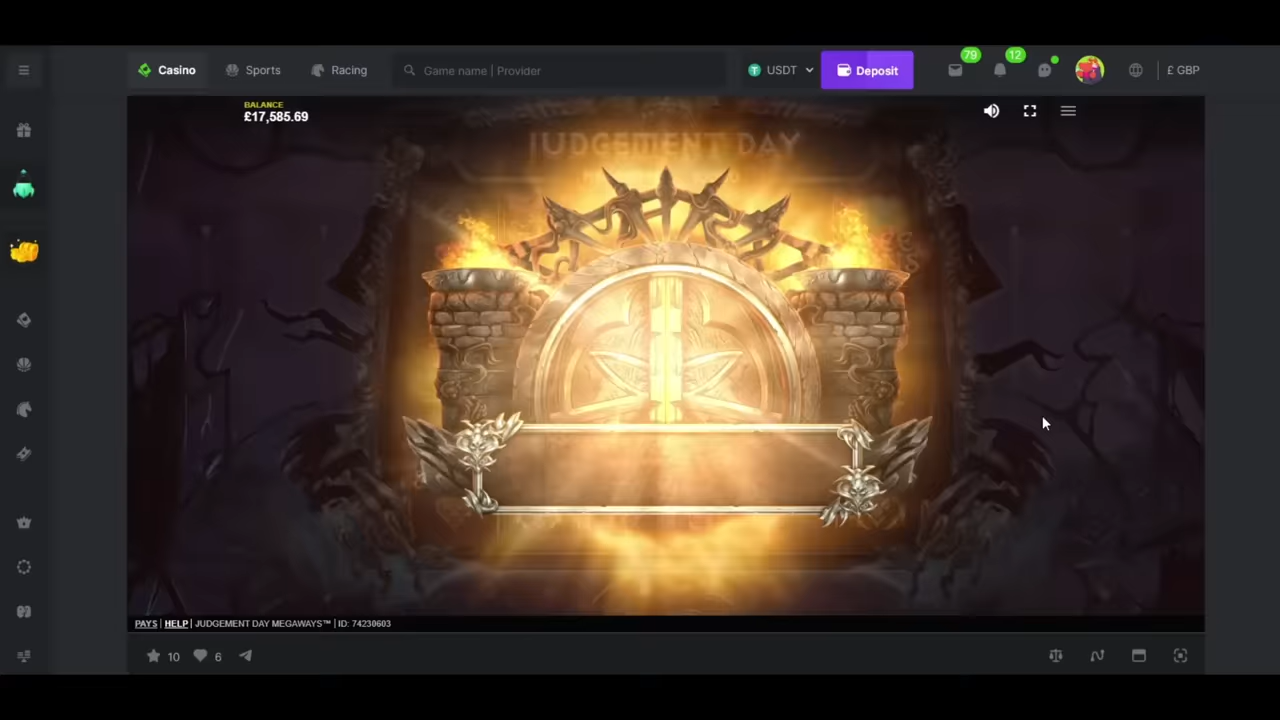 Casino
Sports
Racing
Game name | Provider
USDT
Deposit
79
12
£ GBP
BALANCE
£17,585.69
JUDGEMENT DAY
PAYS | HELP | JUDGEMENT DAY MEGAWAYS™ | ID: 74230603
10
6